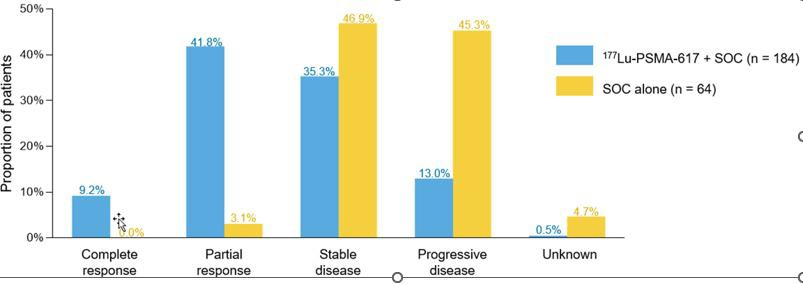 50%
46.9%
45.3%
41.8%
40%
35.3%
30%
20%
13.0%
10%
9.2%
0.0%
3.1%
0.5%
4.7%
0%
Proportion of patients
177Lu-PSMA-617 + SOC (n = 184)
SOC alone (n = 64)
Complete
response
Partial
response
Stable
disease
Progressive
disease
Unknown